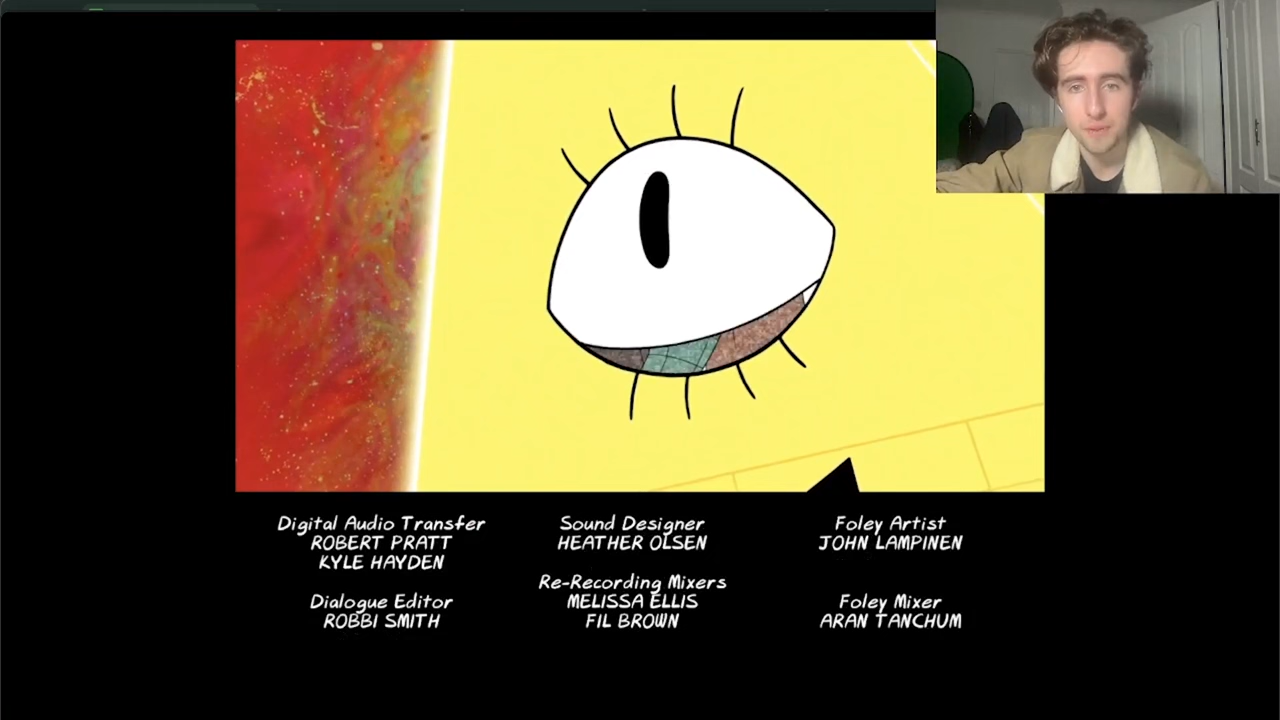 Digital Audio Transfer
ROBERT PRATT
KYLE HAYDEN
Dialogue Editor
ROBBI SMITH
Sound Designer
HEATHER OLSEN
Re-Recording Mixers
MELISSA ELLIS
FIL BROWN
Foley Artist
JOHN LAMPINEN
Foley Mixer
ARAN TANCHUM